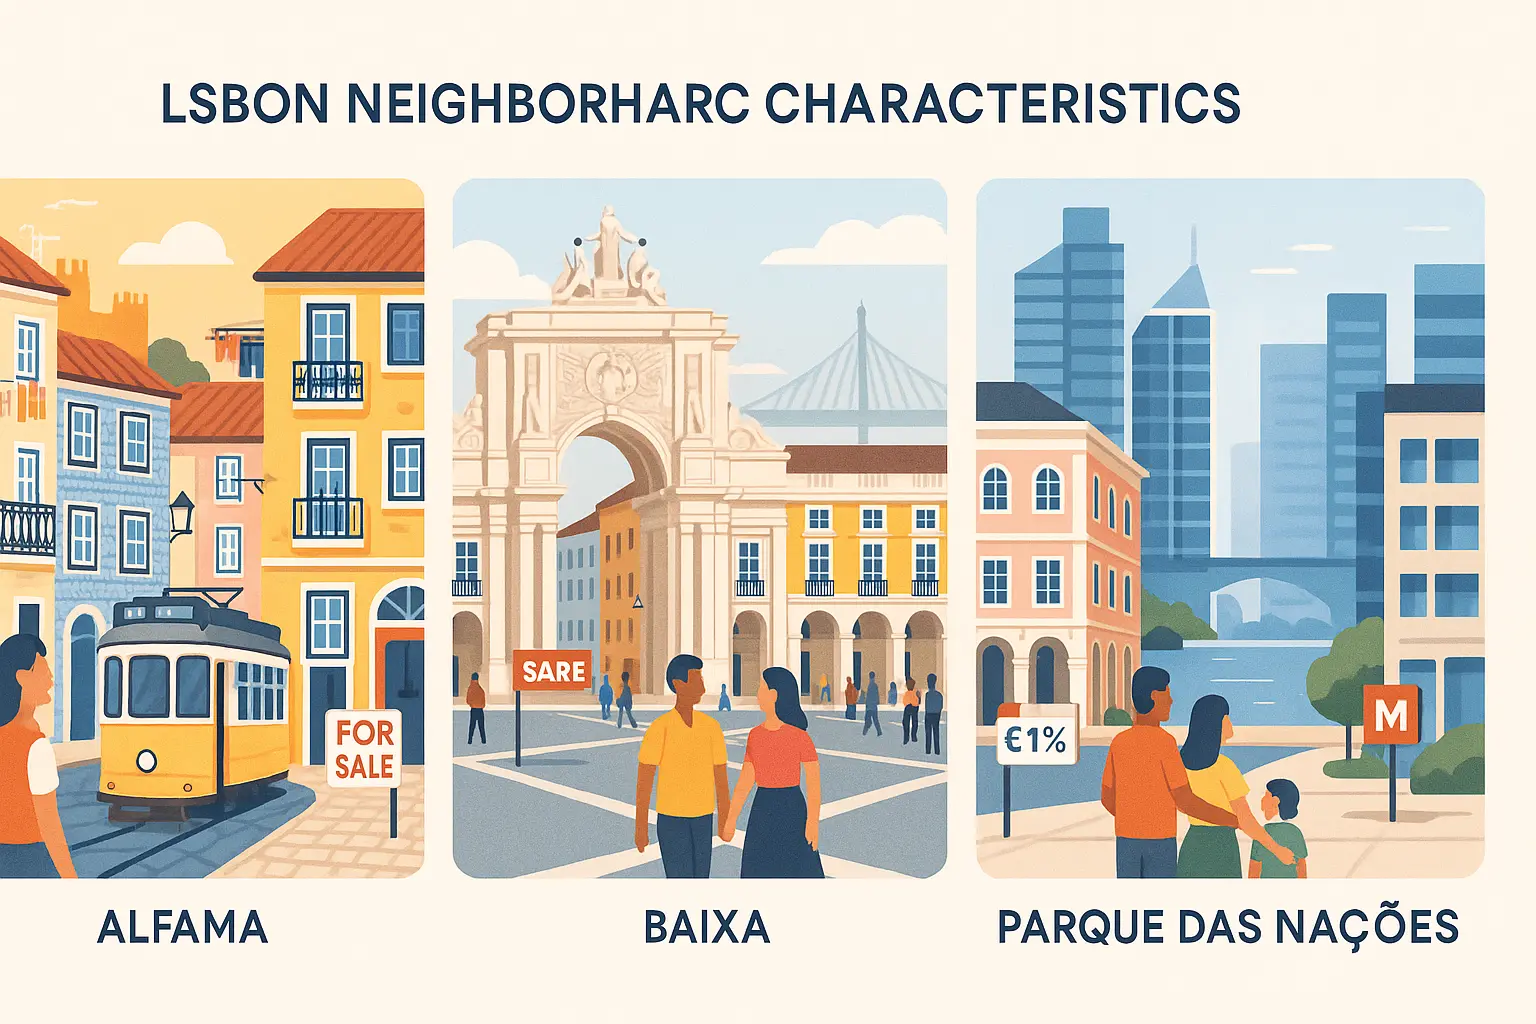 LSBON NEIGHBORHARC CHARACTERISTICS
FOR
SALE
SARE
€1%
M
ALFAMA
BAIXA
PARQUE DAS NAÇÕES